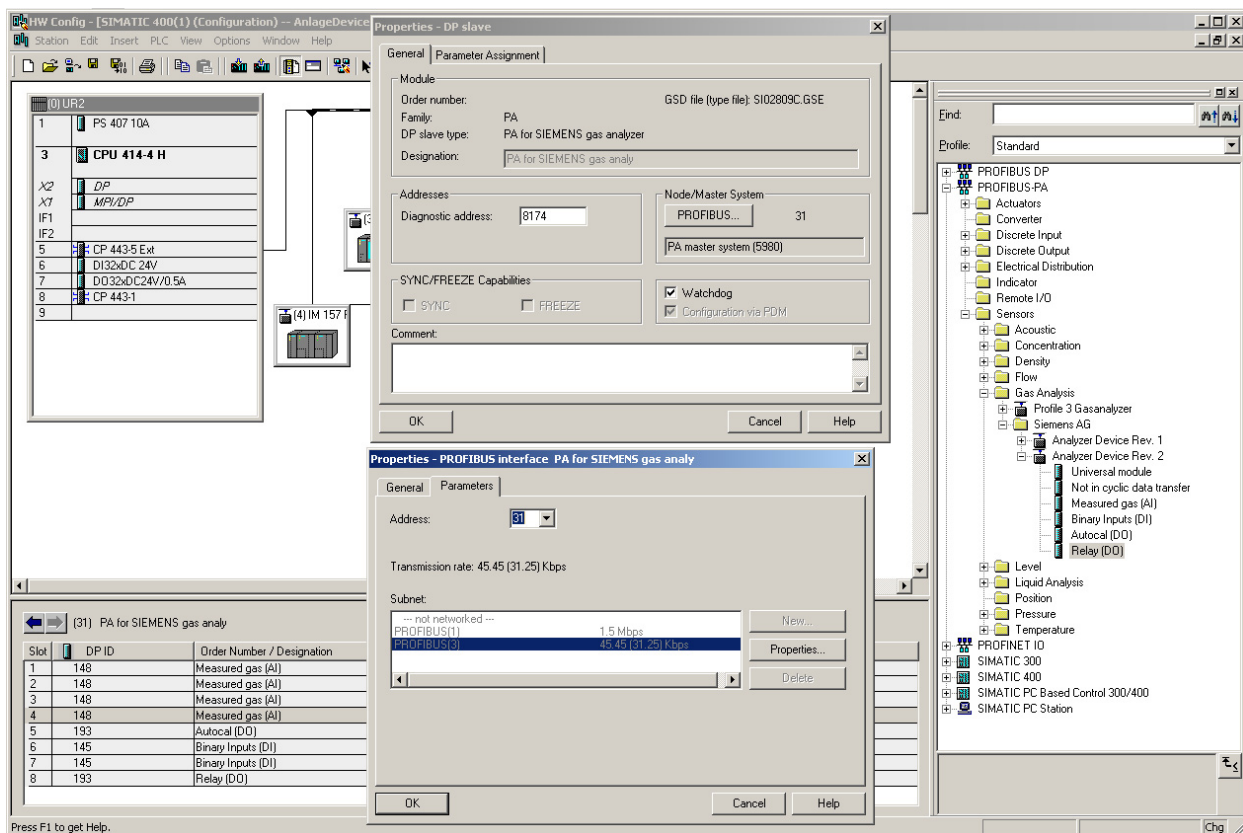 HW Config - [SIMATIC 400(1) (Configuration) -- AnlageDevice
Station Edit Insert PLC View Options Window Help
(0) UR2
1 PS 407 10A
3 CPU 414-4 H
X2 DP
X1 MPI/DP
IF1
IF2
5 CP 443-5 Ext
6 DI32xDC 24V
7 DO32xDC24V/0.5A
8 CP 443-1
9
(3
(4) IM 157
Properties - DP slave
General Parameter Assignment
Module
Order number: GSD file (type file): SI02809C.GSE
Family: PA
DP slave type: PA for SIEMENS gas analyzer
Designation: PA for SIEMENS gas analy
Addresses
Diagnostic address: 8174
Node/Master System
PROFIBUS... 31
PA master system (5980)
SYNC/FREEZE Capabilities
SYNC FREEZE
Watchdog
Configuration via PDM
Comment:
OK Cancel Help
Properties - PROFIBUS interface PA for SIEMENS gas analy
General Parameters
Address: 31
Transmission rate: 45.45 (31.25) Kbps
Subnet:
--- not networked ---
PROFIBUS(1) 1.5 Mbps
PROFIBUS(3) 45.45 (31.25) Kbps
New...
Properties...
Delete
OK Cancel Help
(31) PA for SIEMENS gas analy
Slot DP ID Order Number / Designation
1 148 Measured gas (AI)
2 148 Measured gas (AI)
3 148 Measured gas (AI)
4 148 Measured gas (AI)
5 193 Autocal (DO)
6 145 Binary Inputs (DI)
7 145 Binary Inputs (DI)
8 193 Relay (DO)
Find:
Profile: Standard
PROFIBUS DP
PROFIBUS-PA
Actuators
Converter
Discrete Input
Discrete Output
Electrical Distribution
Indicator
Remote I/O
Sensors
Acoustic
Concentration
Density
Flow
Gas Analysis
Profile 3 Gasanalyzer
Siemens AG
Analyzer Device Rev. 1
Analyzer Device Rev. 2
Universal module
Not in cyclic data transfer
Measured gas (AI)
Binary Inputs (DI)
Autocal (DO)
Relay (DO)
Level
Liquid Analysis
Position
Pressure
Temperature
PROFINET IO
SIMATIC 300
SIMATIC 400
SIMATIC PC Based Control 300/400
SIMATIC PC Station
Press F1 to get Help.
Chg